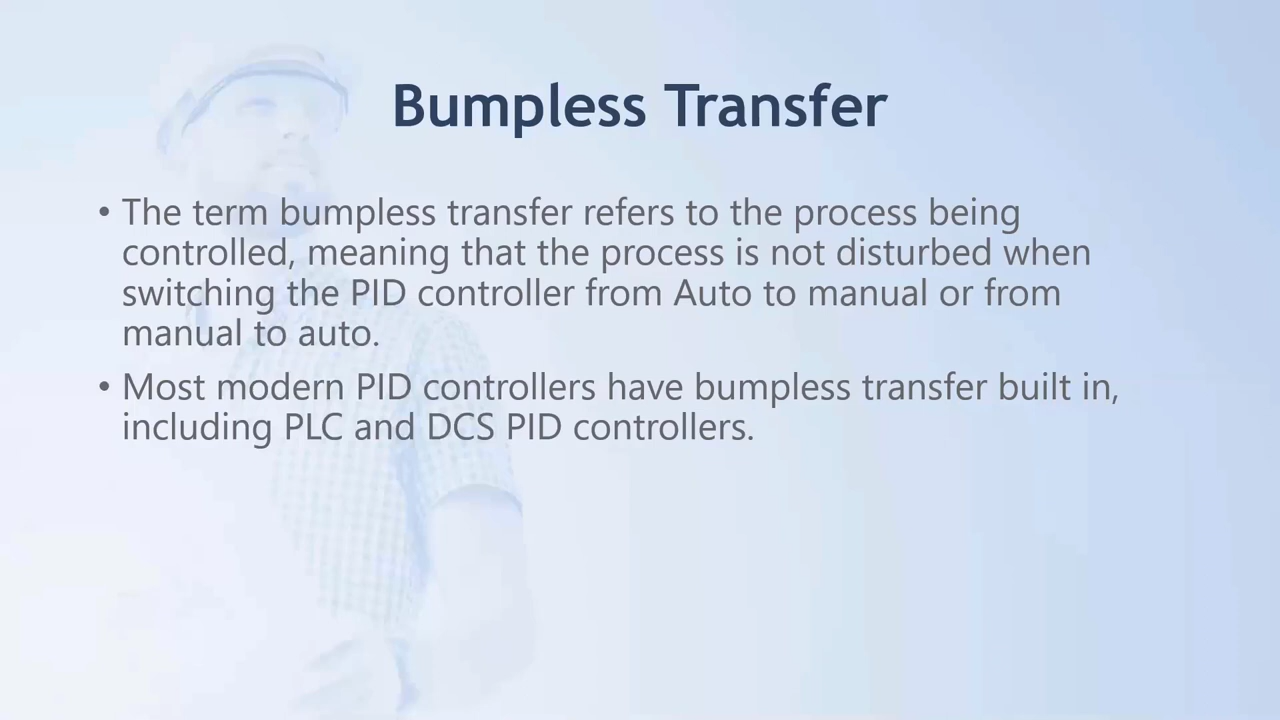 Bumpless Transfer
• The term bumpless transfer refers to the process being
controlled, meaning that the process is not disturbed when
switching the PID controller from Auto to manual or from
manual to auto.
• Most modern PID controllers have bumpless transfer built in,
including PLC and DCS PID controllers.